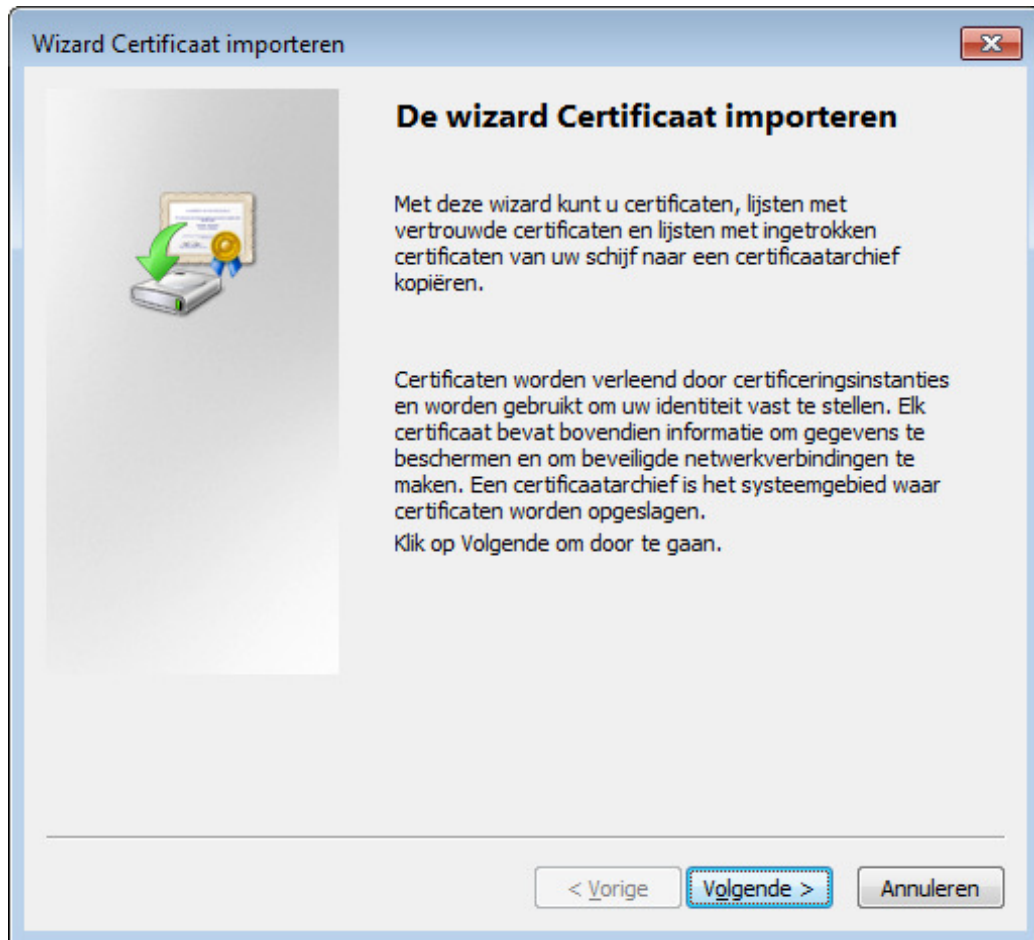 Wizard Certificaat importeren
De wizard Certificaat importeren
Met deze wizard kunt u certificaten, lijsten met
vertrouwde certificaten en lijsten met ingetrokken
certificaten van uw schijf naar een certificaatarchief
kopiëren.
Certificaten worden verleend door certificeringsinstanties
en worden gebruikt om uw identiteit vast te stellen. Elk
certificaat bevat bovendien informatie om gegevens te
beschermen en om beveiligde netwerkverbindingen te
maken. Een certificaatarchief is het systeemgebied waar
certificaten worden opgeslagen.
Klik op Volgende om door te gaan.
< Vorige Volgende > Annuleren